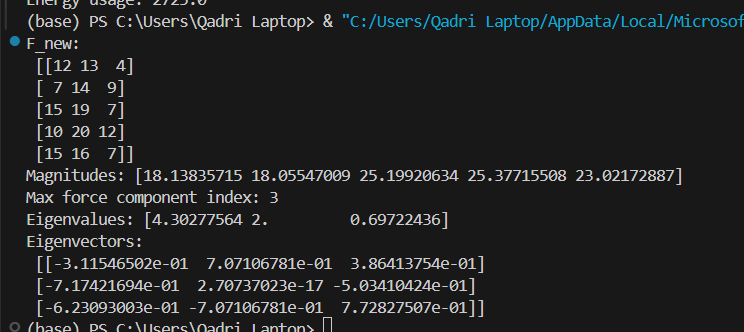 Energy usage: 2725.0
(base) PS C:\Users\Qadri Laptop> & "C:/Users/Qadri Laptop/AppData/Local/Microsof
F_new:
[[12 13  4]
[ 7 14  9]
[15 19  7]
[10 20 12]
[15 16  7]]
Magnitudes: [18.13835715 18.05547009 25.19920634 25.37715508 23.02172887]
Max force component index: 3
Eigenvalues: [4.30277564 2.         0.69722436]
Eigenvectors:
[[-3.11546502e-01  7.07106781e-01  3.86413754e-01]
[-7.17421694e-01  2.70737023e-17 -5.03410424e-01]
[-6.23093003e-01 -7.07106781e-01  7.72827507e-01]]
(base) PS C:\Users\Qadri Laptop>